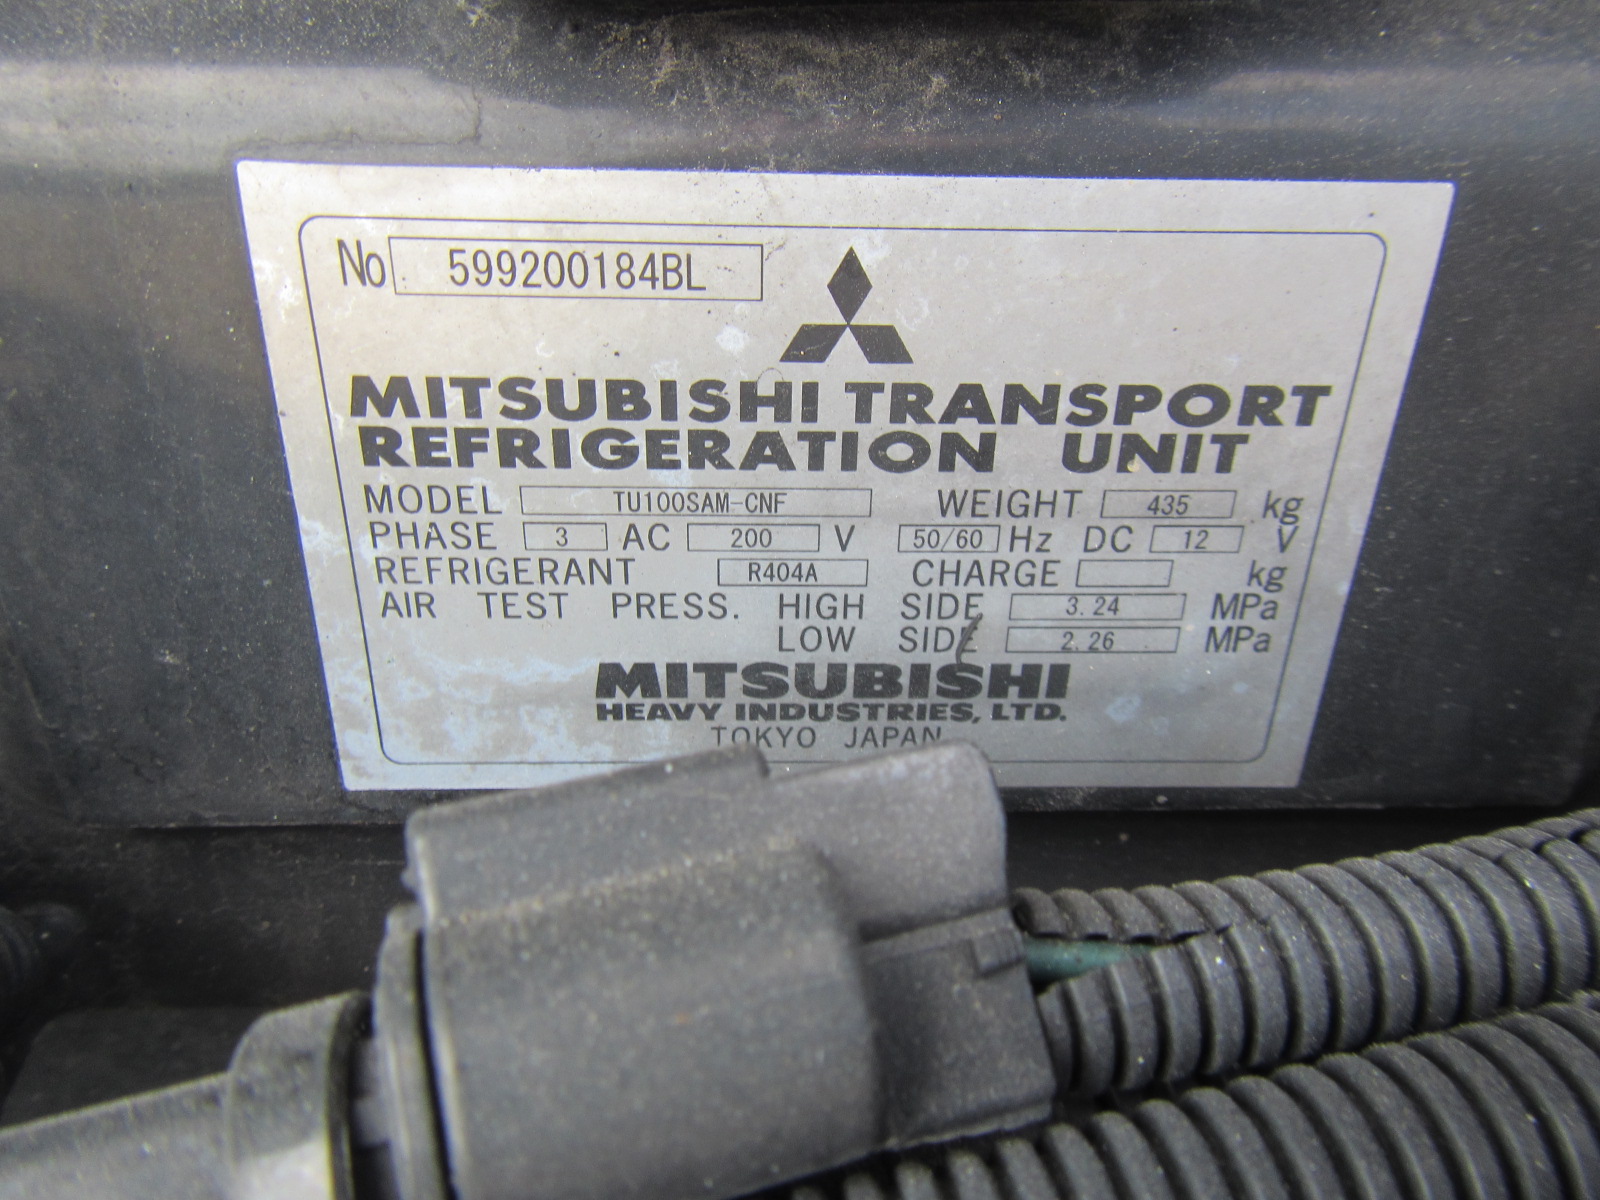 No 599200184BL
MITSUBISHI TRANSPORT
REFRIGERATION UNIT
MODEL TU100SAM-CNF WEIGHT 435 kg
PHASE 3 AC 200 V 50/60 Hz DC 12 V
REFRIGERANT R404A CHARGE kg
AIR TEST PRESS. HIGH SIDE 3.24 MPa
LOW SIDE 2.26 MPa
MITSUBISHI
HEAVY INDUSTRIES, LTD.
TOKYO JAPAN